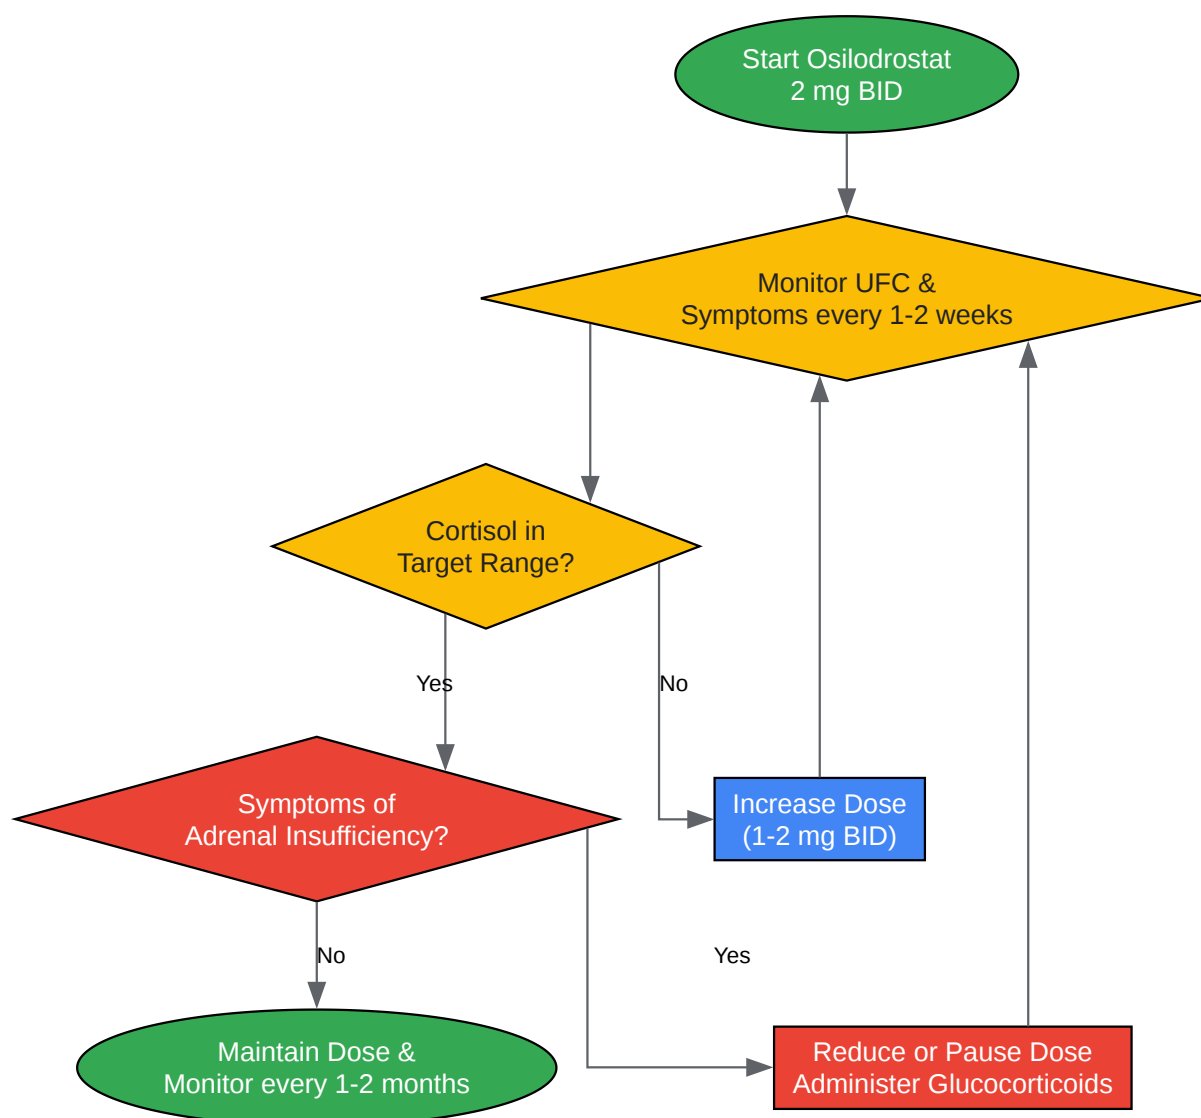 Start Osilodrostat
2 mg BID
Monitor UFC &
Symptoms every 1-2 weeks
Cortisol in
Target Range?
Yes
No
Symptoms of
Adrenal Insufficiency?
Increase Dose
(1-2 mg BID)
No
Yes
Maintain Dose &
Monitor every 1-2 months
Reduce or Pause Dose
Administer Glucocorticoids